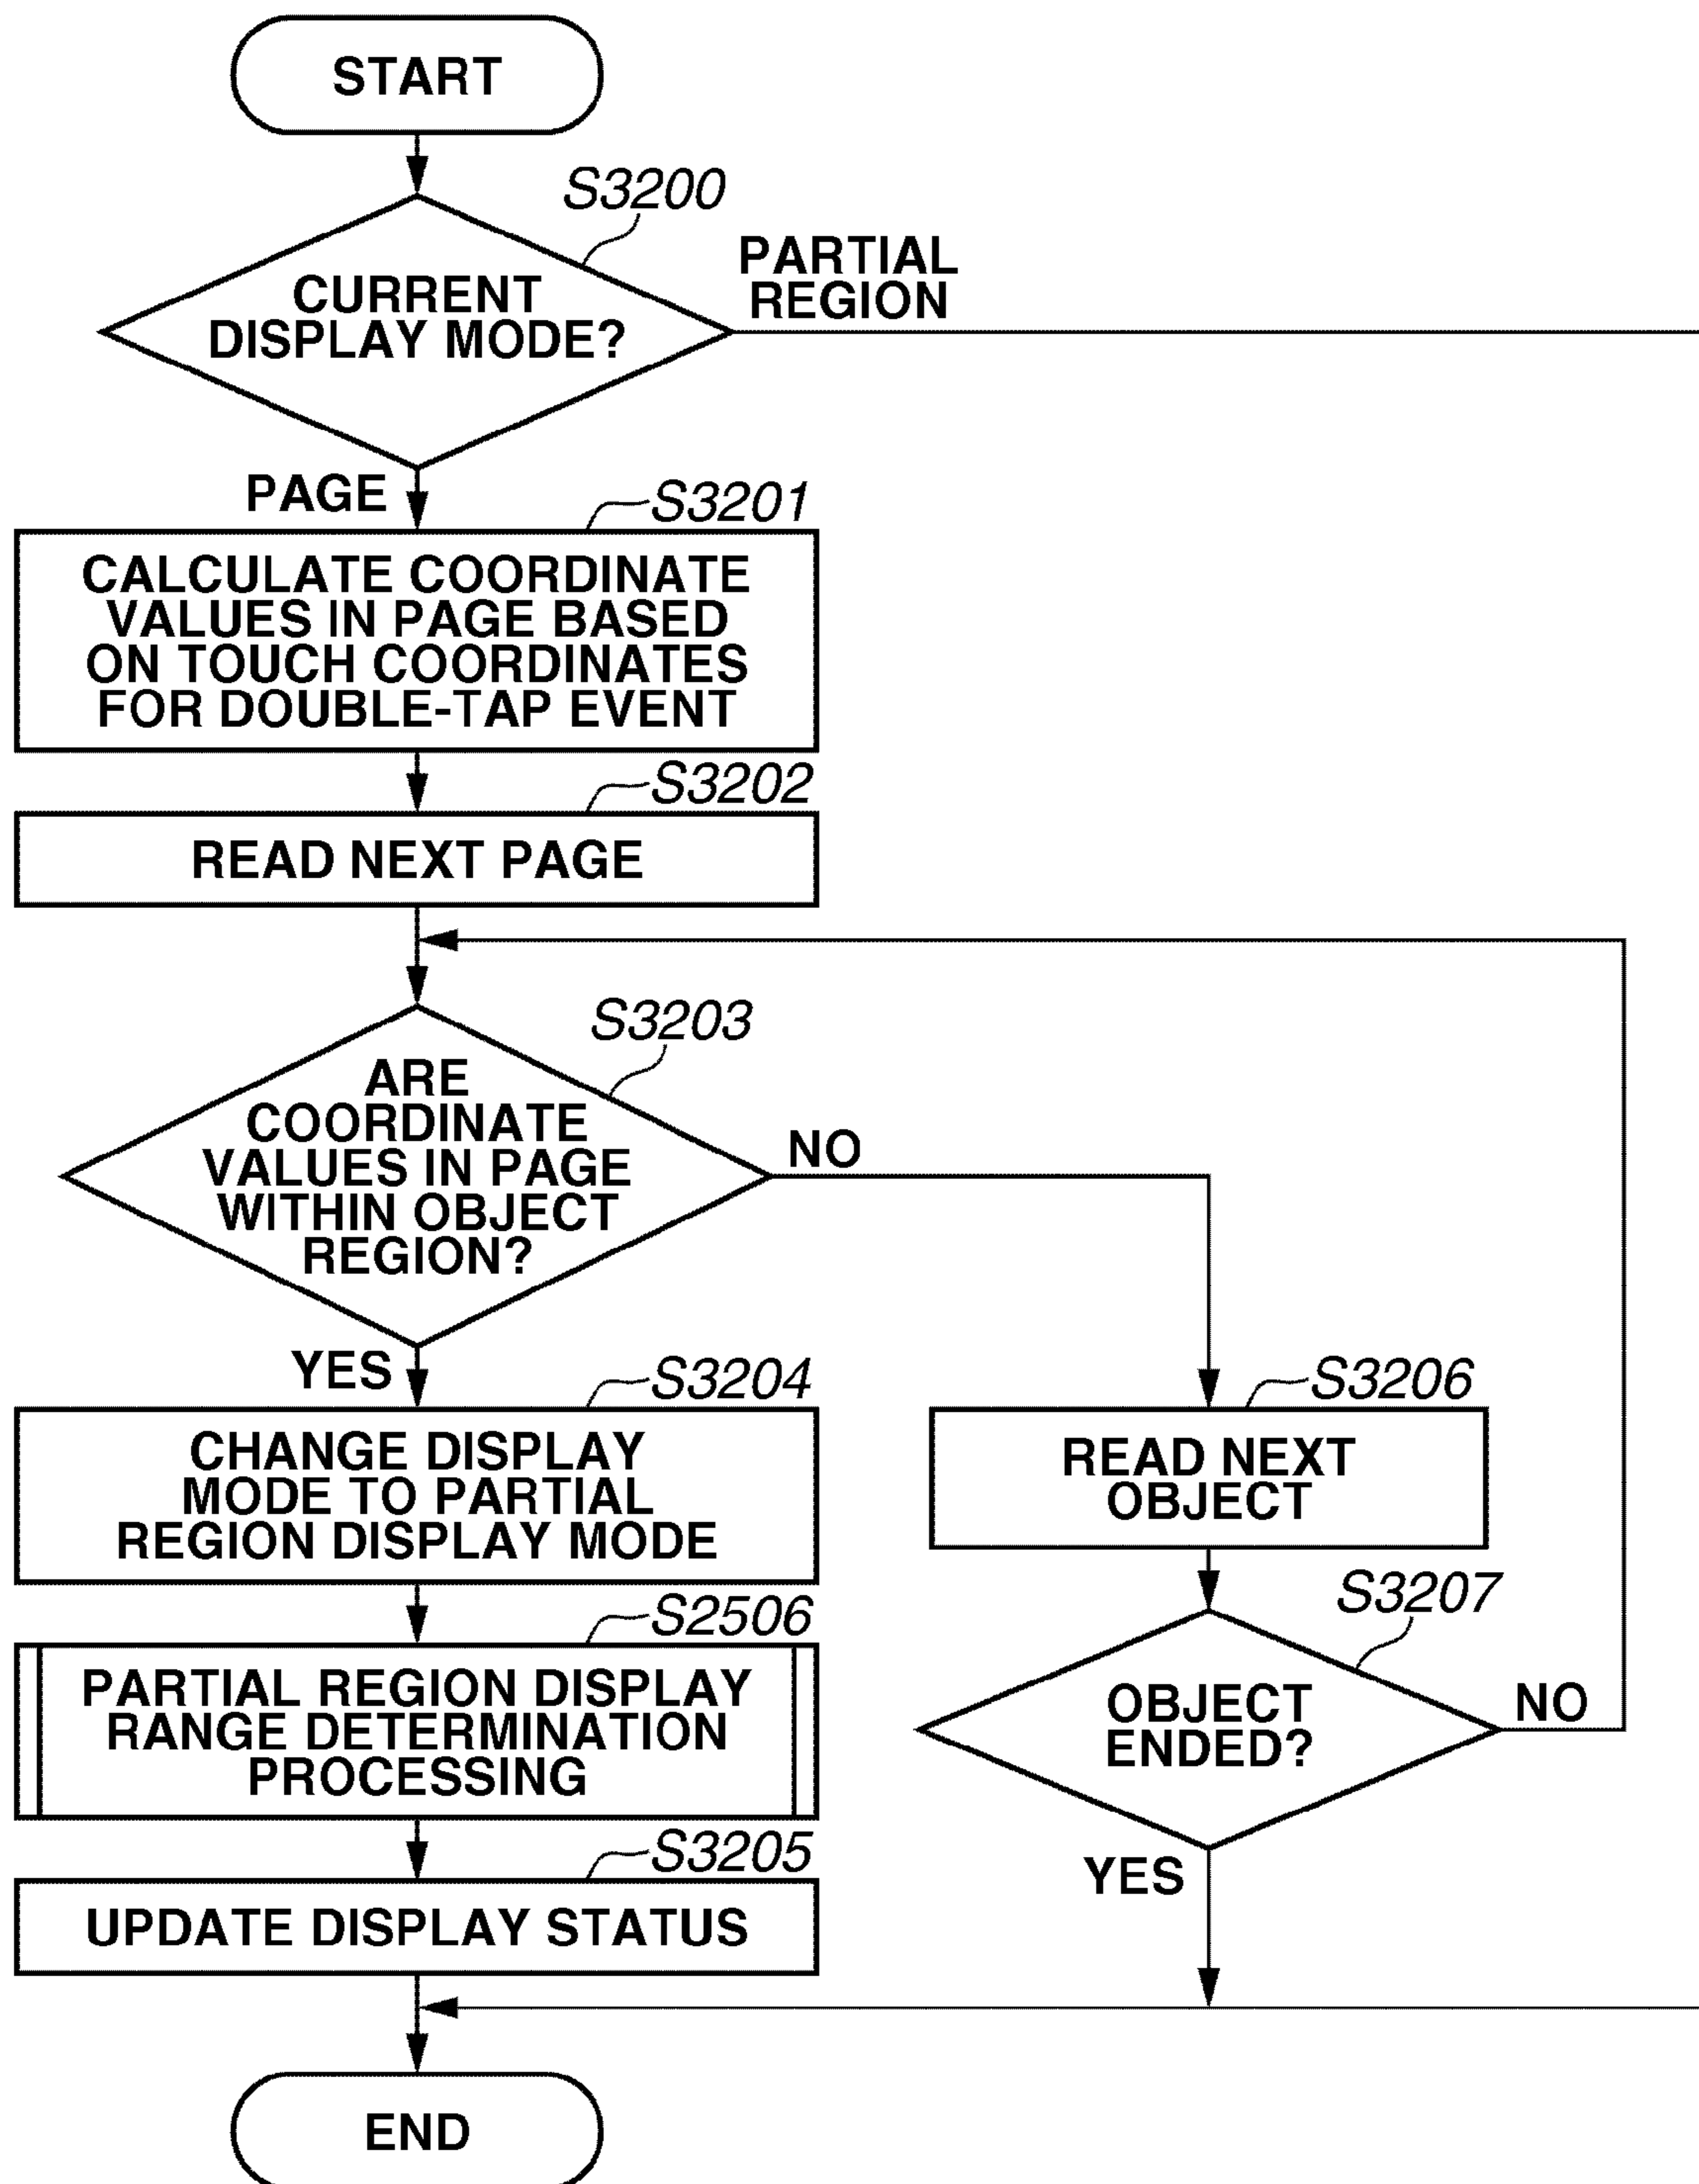 START
S3200
CURRENT
DISPLAY MODE?
PARTIAL
REGION
PAGE
S3201
CALCULATE COORDINATE
VALUES IN PAGE BASED
ON TOUCH COORDINATES
FOR DOUBLE-TAP EVENT
S3202
READ NEXT PAGE
S3203
ARE
COORDINATE
VALUES IN PAGE
WITHIN OBJECT
REGION?
NO
YES
S3204
CHANGE DISPLAY
MODE TO PARTIAL
REGION DISPLAY MODE
S3206
READ NEXT
OBJECT
S2506
PARTIAL REGION DISPLAY
RANGE DETERMINATION
PROCESSING
S3207
OBJECT
ENDED?
NO
YES
S3205
UPDATE DISPLAY STATUS
END